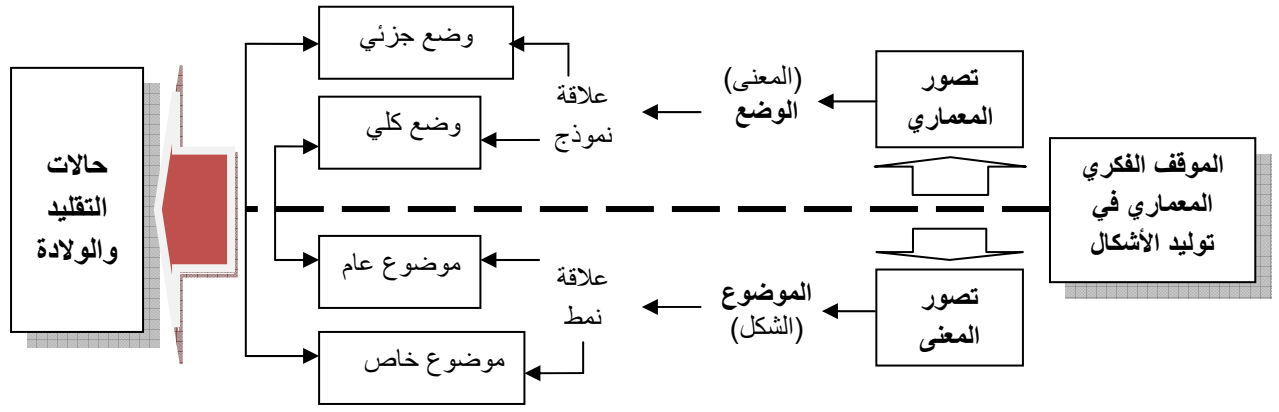 الموقف الفكري
المعماري في
توليد الأشكال
تصور
المعماري
(المعنى)
الوضع
علاقة
نموذج
وضع جزئي
وضع كلي
تصور
المعنى
الموضوع
(الشكل)
علاقة
نمط
موضوع عام
موضوع خاص
حالات
التقليد
والولادة